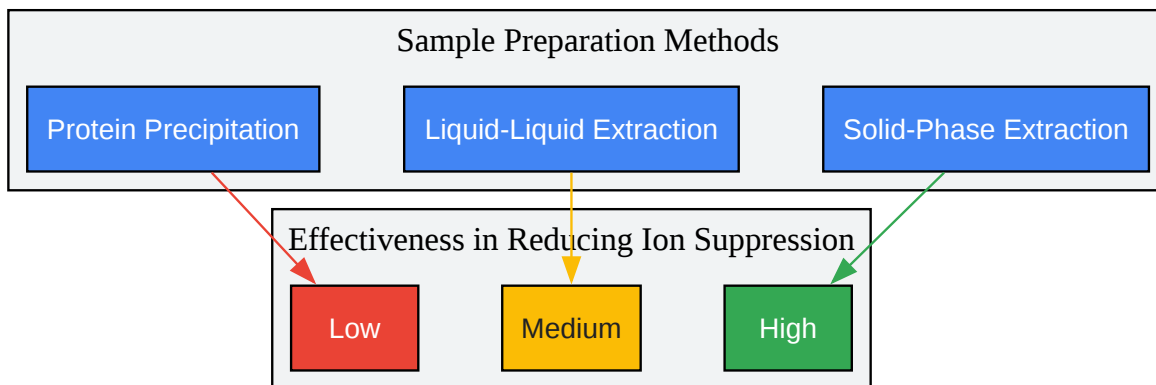 Sample Preparation Methods
Protein Precipitation
Liquid-Liquid Extraction
Solid-Phase Extraction
Effectiveness in Reducing Ion Suppression
Low
Medium
High